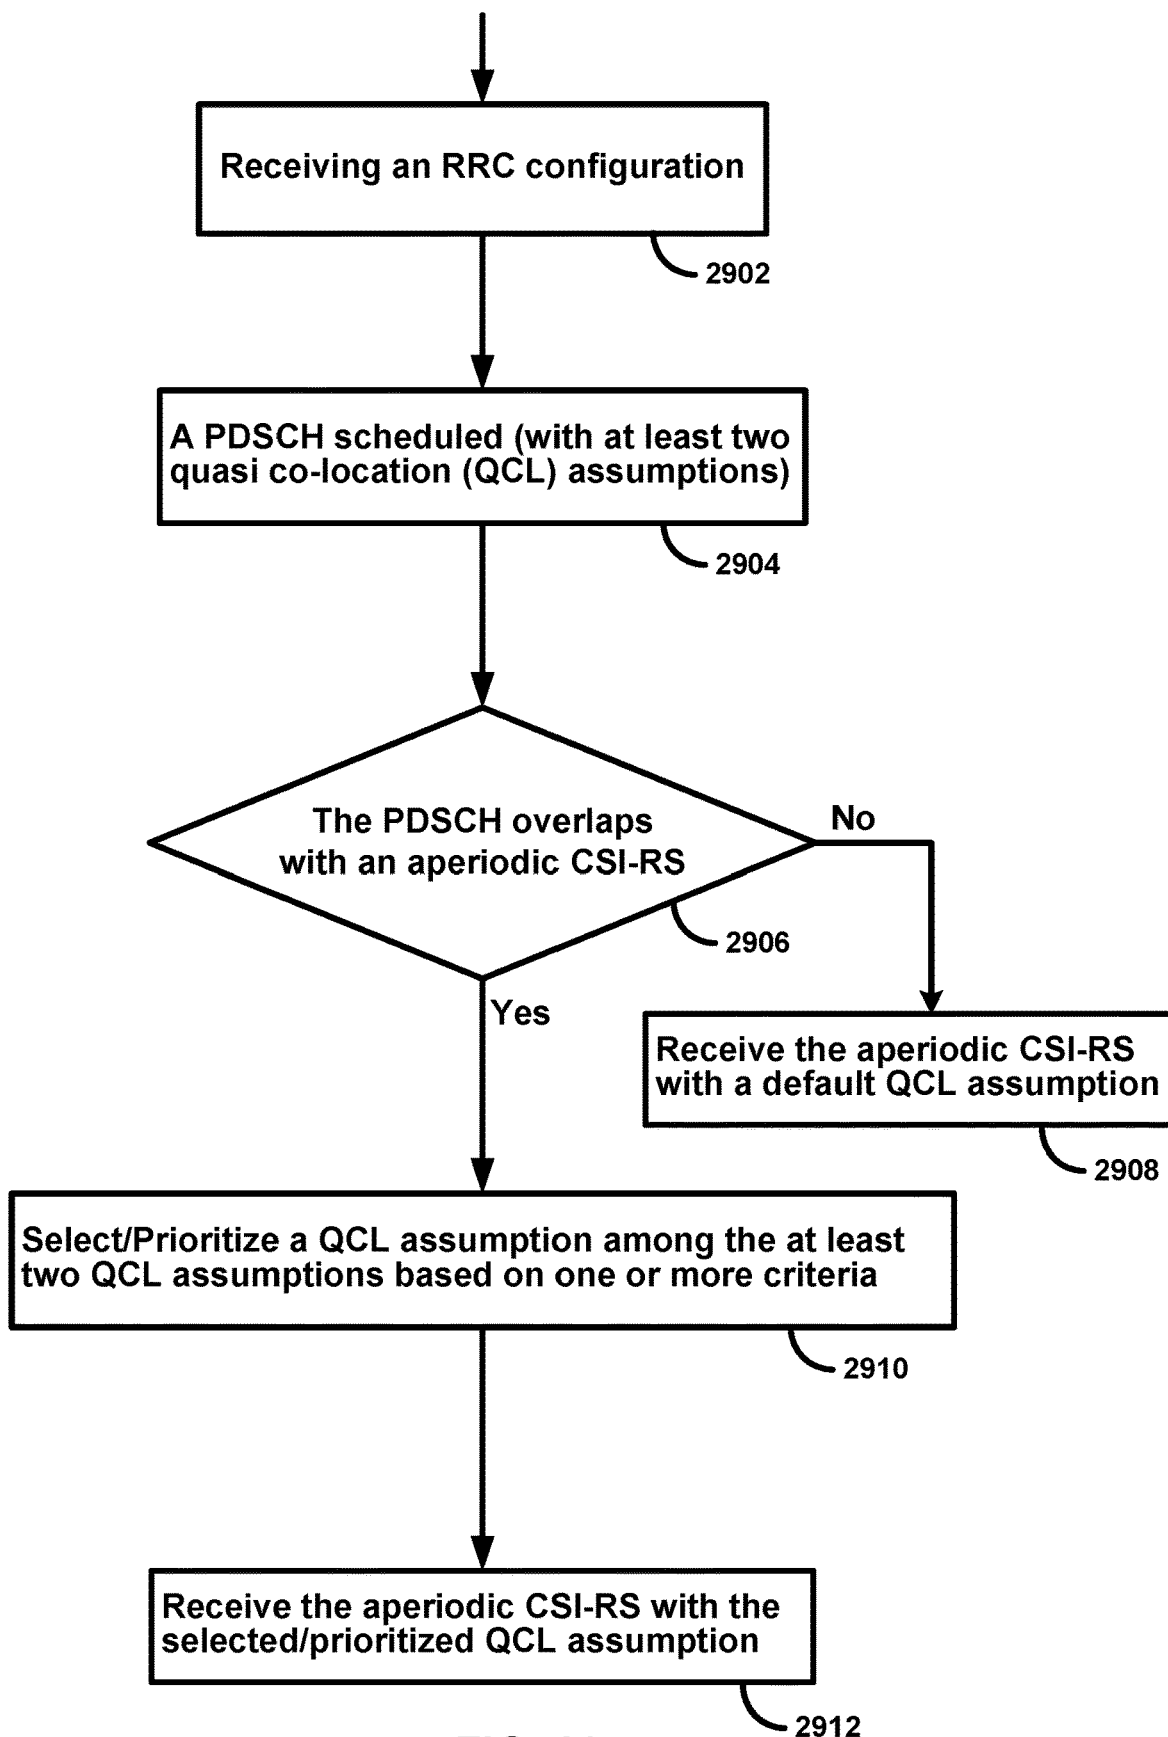 Receiving an RRC configuration
2902
A PDSCH scheduled (with at least two
quasi co-location (QCL) assumptions)
2904
The PDSCH overlaps
with an aperiodic CSI-RS
No
2906
Yes
Receive the aperiodic CSI-RS
with a default QCL assumption
2908
Select/Prioritize a QCL assumption among the at least
two QCL assumptions based on one or more criteria
2910
Receive the aperiodic CSI-RS with the
selected/prioritized QCL assumption
2912